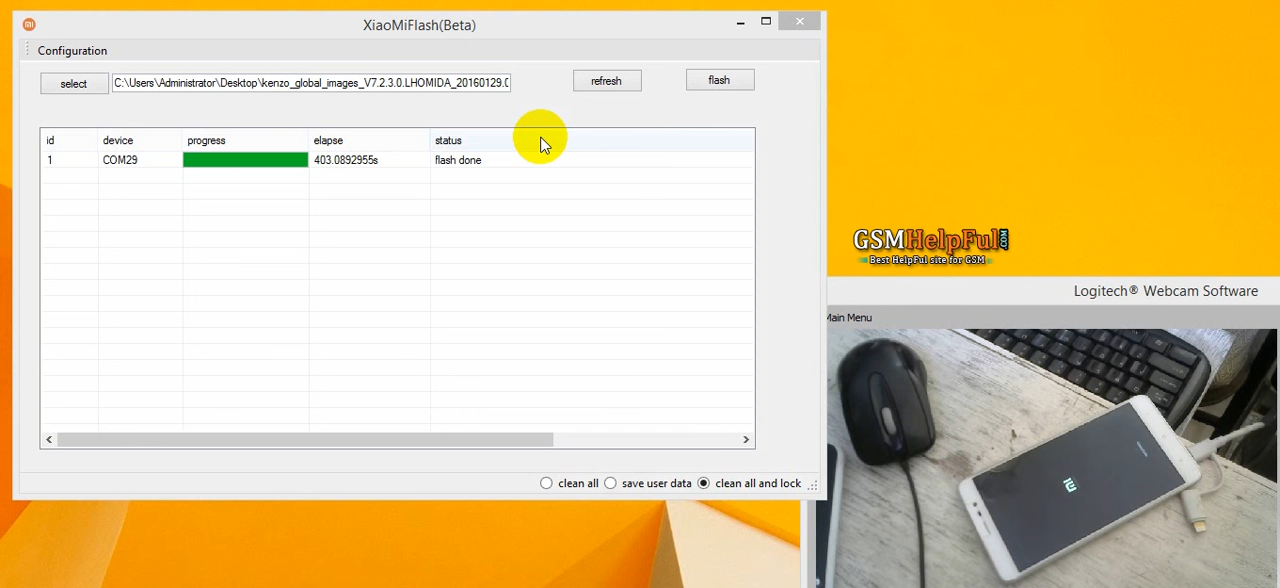 XiaoMiFlash(Beta)
Configuration
select
C:\Users\Administrator\Desktop\kenzo_global_images_V7.2.3.0.LHOMIDA_20160129.0
refresh
flash
id device progress elapse status
1 COM29 403.0892955s flash done
clean all save user data clean all and lock
GSMHelpFul.COM
Best HelpFul site for GSM
Logitech® Webcam Software
Main Menu